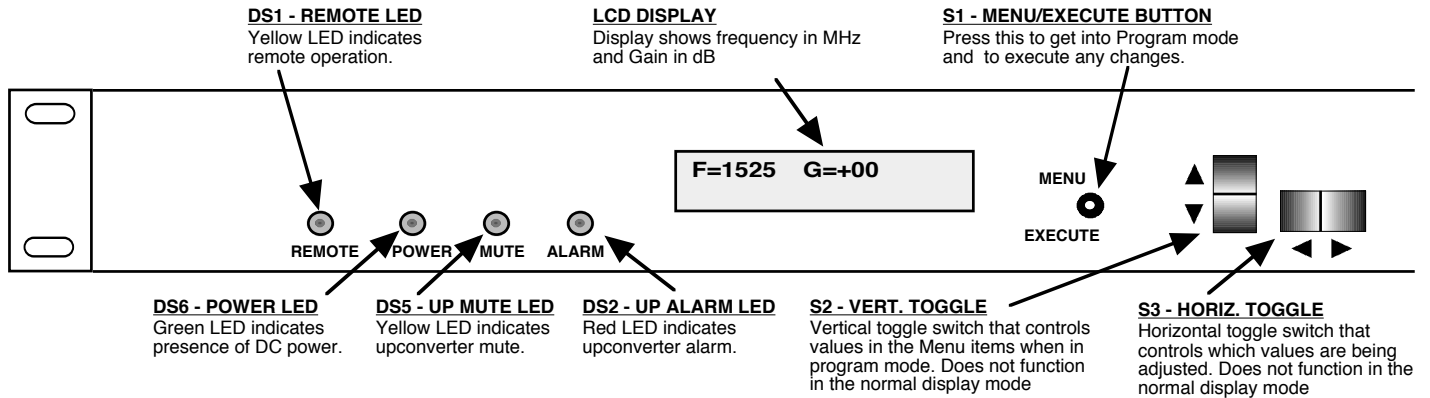 DS1 - REMOTE LED
Yellow LED indicates
remote operation.
LCD DISPLAY
Display shows frequency in MHz
and Gain in dB
S1 - MENU/EXECUTE BUTTON
Press this to get into Program mode
and to execute any changes.
F=1525 G=+00
MENU
EXECUTE
REMOTE
POWER
MUTE
ALARM
DS6 - POWER LED
Green LED indicates
presence of DC power.
DS5 - UP MUTE LED
Yellow LED indicates
upconverter mute.
DS2 - UP ALARM LED
Red LED indicates
upconverter alarm.
S2 - VERT. TOGGLE
Vertical toggle switch that controls
values in the Menu items when in
program mode. Does not function
in the normal display mode
S3 - HORIZ. TOGGLE
Horizontal toggle switch that
controls which values are being
adjusted. Does not function in the
normal display mode